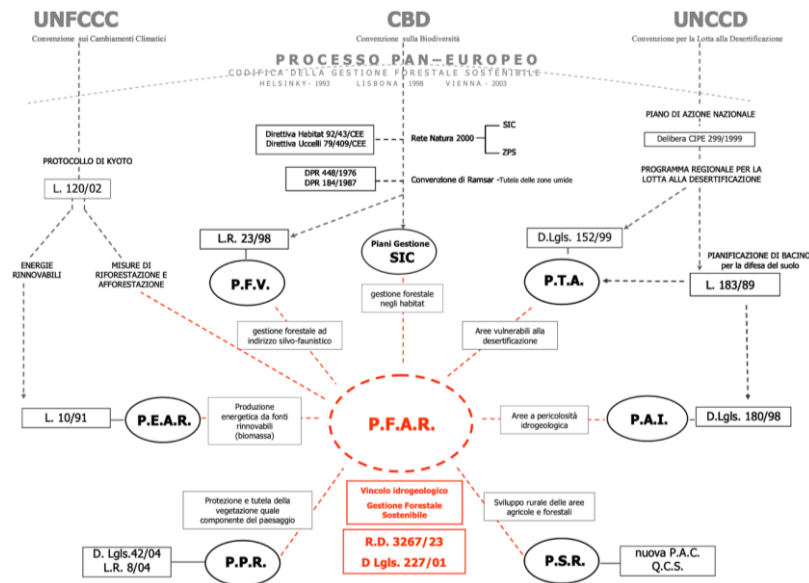 UNFCCC
Convenzione sui Cambiamenti Climatici
CBD
Convenzione sulla Biodiversità
UNCCD
Convenzione per la Lotta alla Desertificazione
PROCESSO PAN–EUROPEO
CODIFICA DELLA GESTIONE FORESTALE SOSTENIBILE
HELSINKY- 1993 LISBONA - 1998 VIENNA - 2003
PIANO DI AZIONE NAZIONALE
Delibera CIPE 299/1999
PROGRAMMA REGIONALE PER LA
LOTTA ALLA DESERTIFICAZIONE
Direttiva Habitat 92/43/CEE
Direttiva Uccelli 79/409/CEE
Rete Natura 2000
SIC
ZPS
DPR 448/1976
DPR 184/1987
Convenzione di Ramsar -Tutela delle zone umide
PROTOCOLLO DI KYOTO
L. 120/02
ENERGIE
RINNOVABILI
MISURE DI
RIFORESTAZIONE E
AFFORESTAZIONE
L.R. 23/98
P.F.V.
gestione forestale ad
indirizzo silvo-faunistico
Piani Gestione
SIC
gestione forestale
negli habitat
D.Lgls. 152/99
P.T.A.
Aree vulnerabili alla
desertificazione
PIANIFICAZIONE DI BACINO
per la difesa del suolo
L. 183/89
L. 10/91
P.E.A.R.
Produzione
energetica da fonti
rinnovabili
(biomassa)
P.F.A.R.
Aree a pericolosità
idrogeologica
P.A.I.
D.Lgls. 180/98
Protezione e tutela della
vegetazione quale
componente del paesaggio
Vincolo idrogeologico
Gestione Forestale
Sostenibile
Sviluppo rurale delle aree
agricole e forestali
D. Lgls.42/04
L.R. 8/04
P.P.R.
R.D. 3267/23
D Lgls. 227/01
P.S.R.
nuova P.A.C.
Q.C.S.